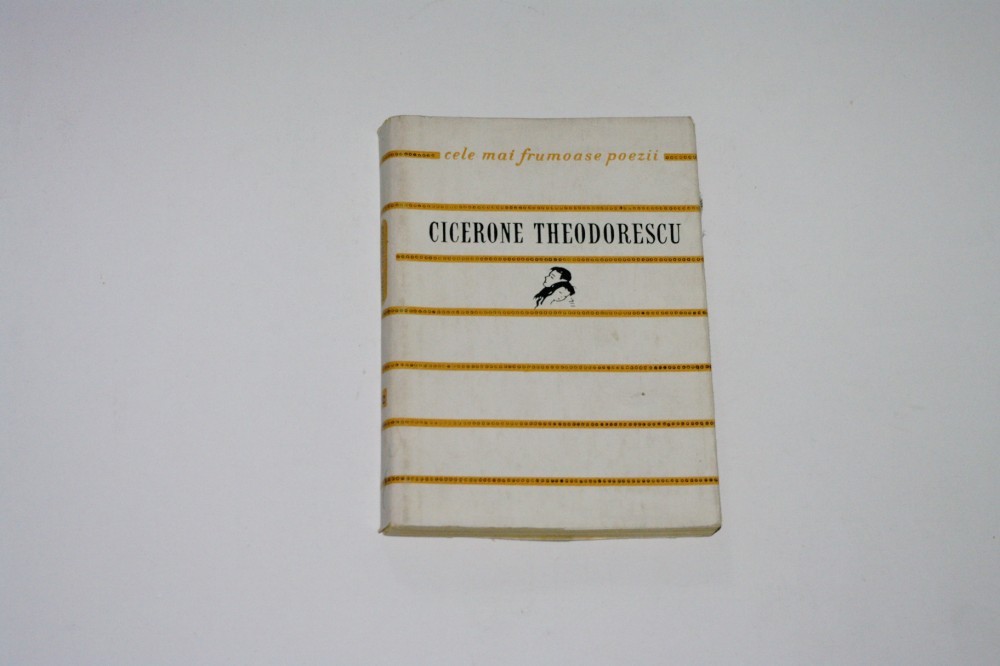 cele mai frumoase poezii
CICERONE THEODORESCU